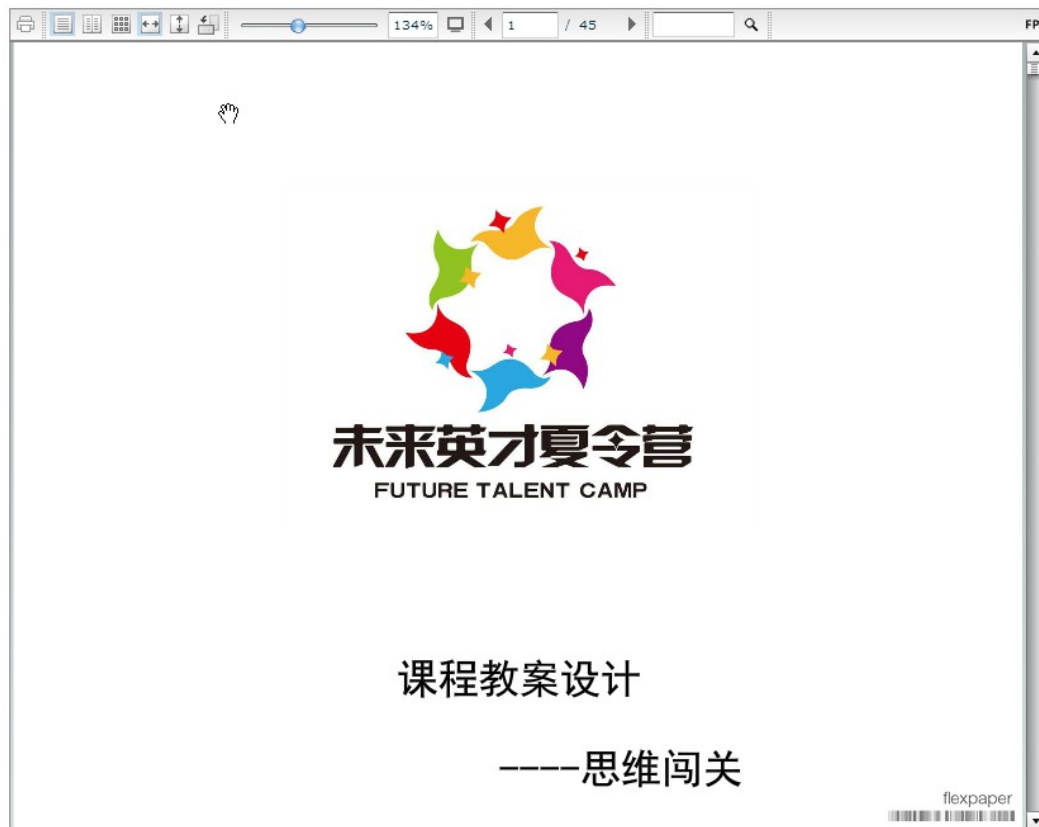 134% 1 / 45 FP
未来英才夏令营
FUTURE TALENT CAMP
课程教案设计
----思维闯关
flexpaper